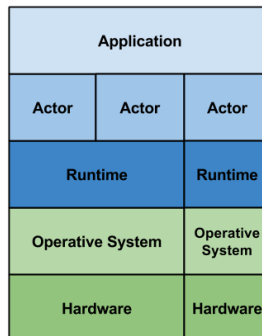 Application
Actor Actor Actor
Runtime Runtime
Operative System Operative
System
Hardware Hardware